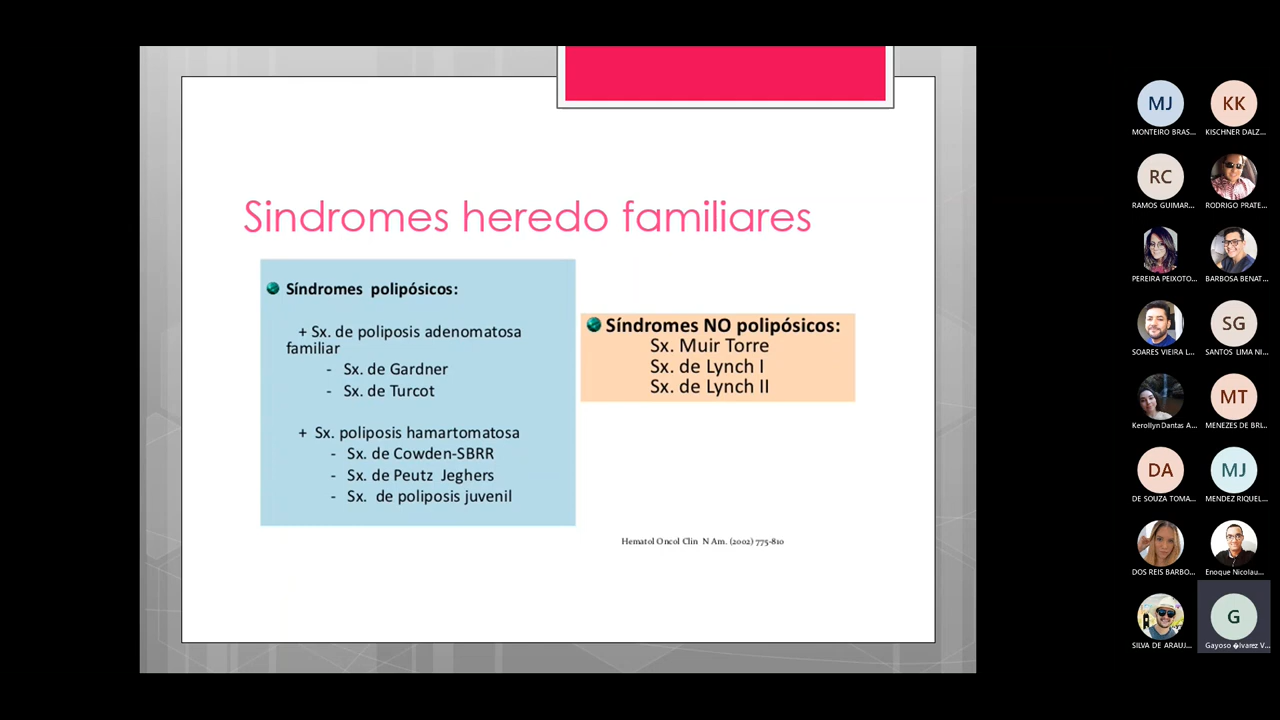 Sindromes heredo familiares
Síndromes polipósicos:
+ Sx. de poliposis adenomatosa
familiar
- Sx. de Gardner
- Sx. de Turcot
+ Sx. poliposis hamartomatosa
- Sx. de Cowden-SBRR
- Sx. de Peutz Jeghers
- Sx. de poliposis juvenil
Síndromes NO polipósicos:
Sx. Muir Torre
Sx. de Lynch I
Sx. de Lynch II
Hematol Oncol Clin N Am. (2002) 775-810
MJ
KK
MONTEIRO BRAS...
KISCHNER DALZ...
RC
RAMOS GUIMAR...
RODRIGO PRATE...
PEREIRA PEIXOTO...
BARBOSA BENAT...
SG
SOARES VIEIRA L...
SANTOS LIMA NI...
MT
Kerollyn Dantas A...
MENEZES DE BRI...
DA
MJ
DE SOUZA TOMA...
MENDEZ RIQUEL...
DOS REIS BARBO...
Enoque Nicolau...
G
SILVA DE ARAUJ...
Gayoso �lvarez V...